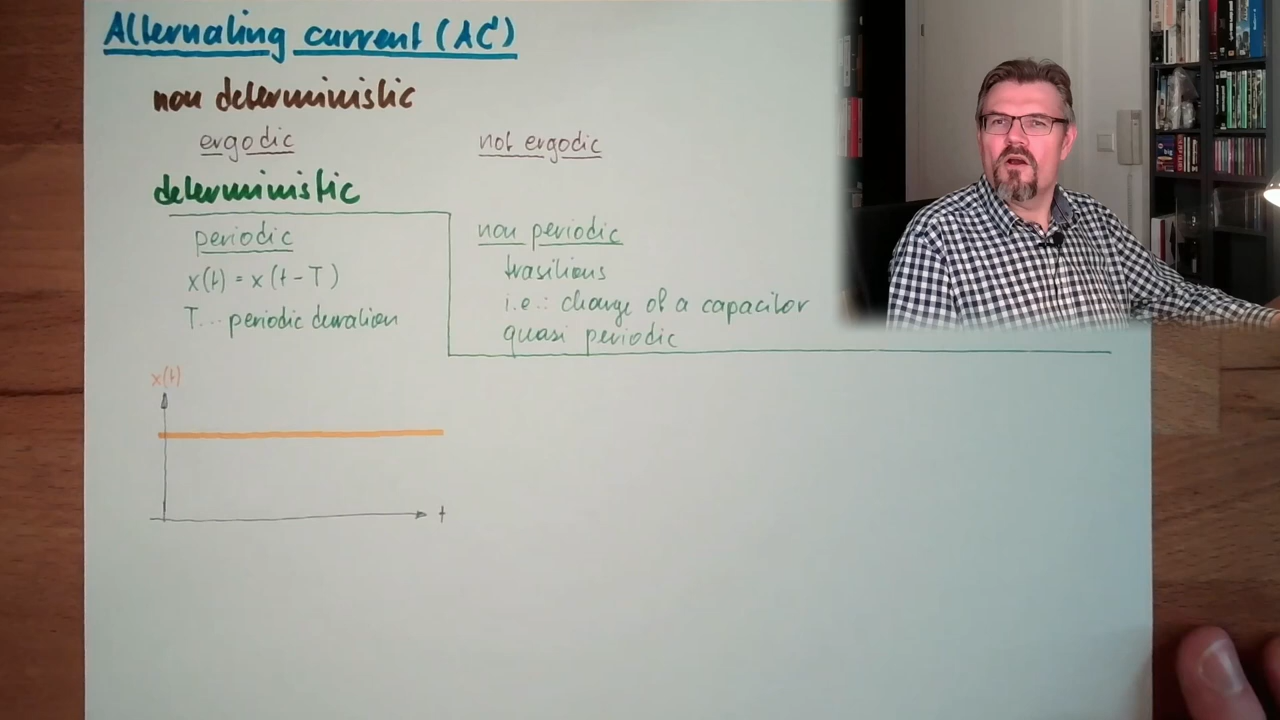 Alternating current (AC)
non deterministic
ergodic
not ergodic
deterministic
periodic
x(t) = x(t-T)
T... periodic duration
non periodic
trasitions
i.e.: charge of a capacitor
quasi periodic
x(t)
t